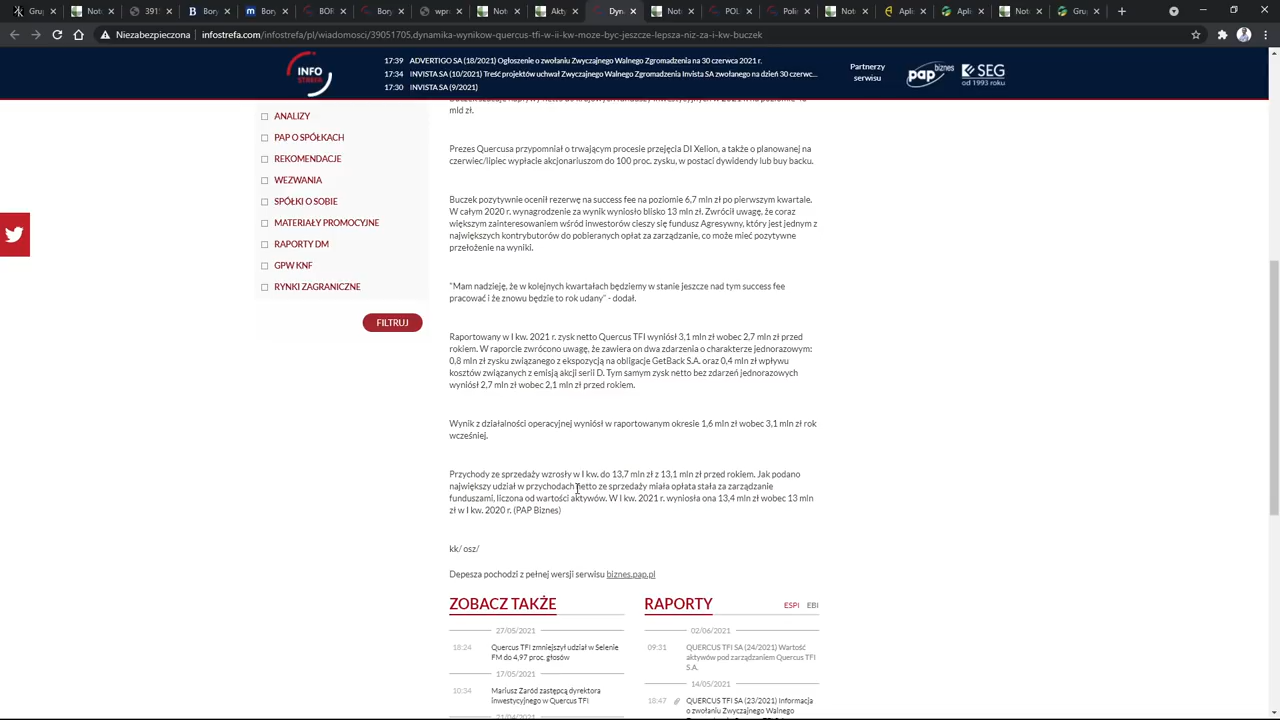 Gru
157
Gru
Gru
Niezabezpieczona
infostrefa.com/infostrefa/pl/wiadomosci/39051705,dynamika-wynikow-quercus-tfi-w-ii-kw-moze-byc-jeszcze-lepsza-niz-w-i-kw-buczek
INFO
STREFA
17:39 ADVERTIGO SA (18/2021) Ogłoszenie o zwołaniu Zwyczajnego Walnego Zgromadzenia na 30 czerwca 2021 r.
17:34 INVISTA SA (10/2021) Treść projektów uchwał Zwyczajnego Walnego Zgromadzenia Invista SA zwołanego na dzień 30 czerwc...
17:30 INVISTA SA (9/2021)
Partnerzy
serwisu
pap biznes
SEG
od 1993 roku
ANALIZY
PAP O SPÓŁKACH
REKOMENDACJE
WEZWANIA
SPÓŁKI O SOBIE
MATERIAŁY PROMOCYJNE
RAPORTY DM
GPW KNF
RYNKI ZAGRANICZNE
FILTRUJ
mld zł.
Prezes Quercusa przypomniał o trwającym procesie przejęcia DI Xelion, a także o planowanej na
czerwiec/lipiec wypłacie akcjonariuszom do 100 proc. zysku, w postaci dywidendy lub buy backu.
Buczek pozytywnie ocenił rezerwę na success fee na poziomie 6,7 mln zł po pierwszym kwartale.
W całym 2020 r. wynagrodzenie za wynik wyniosło blisko 13 mln zł. Zwrócił uwagę, że coraz
większym zainteresowaniem wśród inwestorów cieszy się fundusz Agresywny, który jest jednym z
największych kontrybutorów do pobieranych opłat za zarządzanie, co może mieć pozytywne
przełożenie na wyniki.
"Mam nadzieję, że w kolejnych kwartałach będziemy w stanie jeszcze nad tym success fee
pracować i że znowu będzie to rok udany" - dodał.
Raportowany w I kw. 2021 r. zysk netto Quercus TFI wyniósł 3,1 mln zł wobec 2,7 mln zł przed
rokiem. W raporcie zwrócono uwagę, że zawiera on dwa zdarzenia o charakterze jednorazowym:
0,8 mln zł zysku związanego z ekspozycją na obligacje GetBack S.A. oraz 0,4 mln zł wpływu
kosztów związanych z emisją akcji serii D. Tym samym zysk netto bez zdarzeń jednorazowych
wyniósł 2,7 mln zł wobec 2,1 mln zł przed rokiem.
Wynik z działalności operacyjnej wyniósł w raportowanym okresie 1,6 mln zł wobec 3,1 mln zł rok
wcześniej.
Przychody ze sprzedaży wzrosły w I kw. do 13,7 mln zł z 13,1 mln zł przed rokiem. Jak podano
największy udział w przychodach netto ze sprzedaży miała opłata stała za zarządzanie
funduszami, liczona od wartości aktywów. W I kw. 2021 r. wyniosła ona 13,4 mln zł wobec 13 mln
zł w I kw. 2020 r. (PAP Biznes)
kk/ osz/
Depesza pochodzi z pełnej wersji serwisu biznes.pap.pl
ZOBACZ TAKŻE
27/05/2021
18:24 Quercus TFI zmniejszył udział w Selenie
FM do 4,97 proc. głosów
17/05/2021
10:34 Mariusz Zaród zastępcą dyrektora
inwestycyjnego w Quercus TFI
21/04/2021
RAPORTY
ESPI EBI
02/06/2021
09:31 QUERCUS TFI SA (24/2021) Wartość
aktywów pod zarządzaniem Quercus TFI
S.A.
14/05/2021
18:47 QUERCUS TFI SA (23/2021) Informacja
o zwołaniu Zwyczajnego Walnego